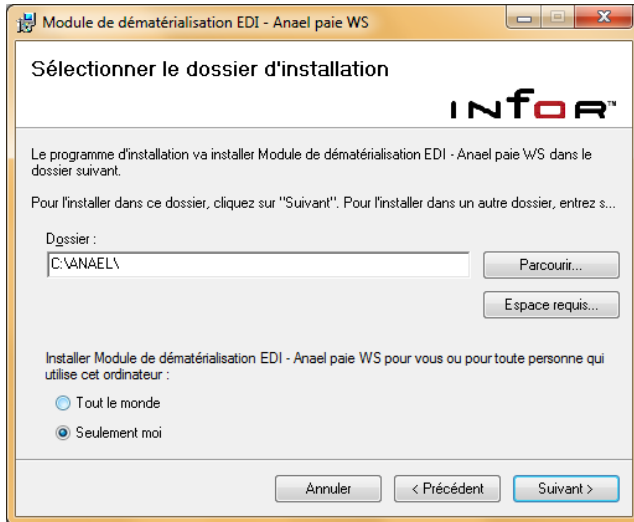 Module de dématérialisation EDI - Anael paie WS
Sélectionner le dossier d'installation
INFOR™
Le programme d'installation va installer Module de dématérialisation EDI - Anael paie WS dans le
dossier suivant.
Pour l'installer dans ce dossier, cliquez sur "Suivant". Pour l'installer dans un autre dossier, entrez s...
Dossier :
C:\ANAEL\
Parcourir...
Espace requis...
Installer Module de dématérialisation EDI - Anael paie WS pour vous ou pour toute personne qui
utilise cet ordinateur :
Tout le monde
Seulement moi
Annuler
< Précédent
Suivant >